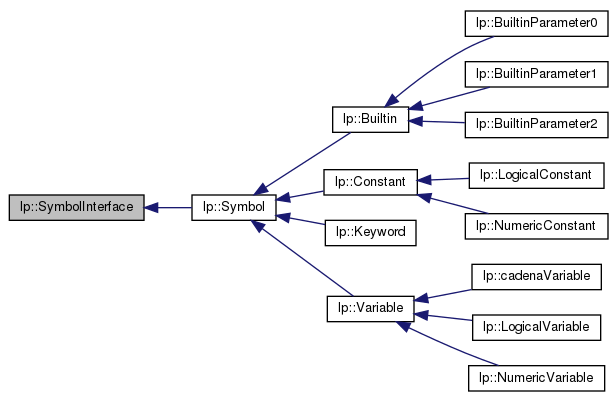 lp::BuiltinParameter0
lp::BuiltinParameter1
lp::BuiltinParameter2
lp::Builtin
lp::LogicalConstant
lp::Constant
lp::NumericConstant
lp::SymbolInterface
lp::Symbol
lp::Keyword
lp::cadenaVariable
lp::Variable
lp::LogicalVariable
lp::NumericVariable